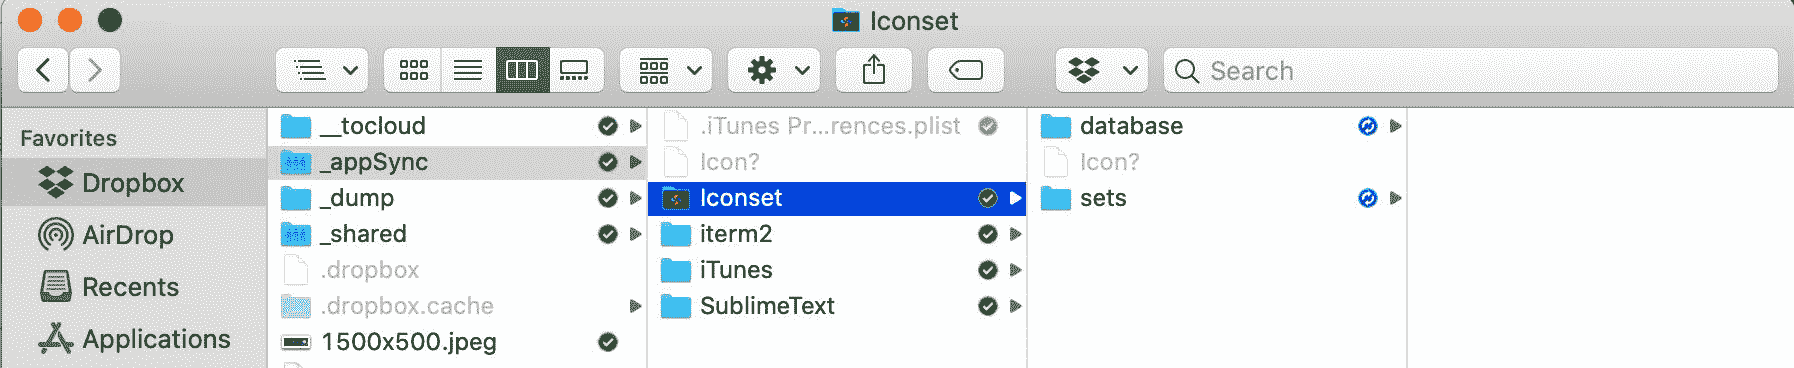 Iconset
Search
Favorites
Dropbox
AirDrop
Recents
Applications
__tocloud
_appSync
_dump
_shared
.dropbox
.dropbox.cache
1500x500.jpeg
.iTunes Pr...rences.plist
Icon?
Iconset
iterm2
iTunes
SublimeText
database
Icon?
sets